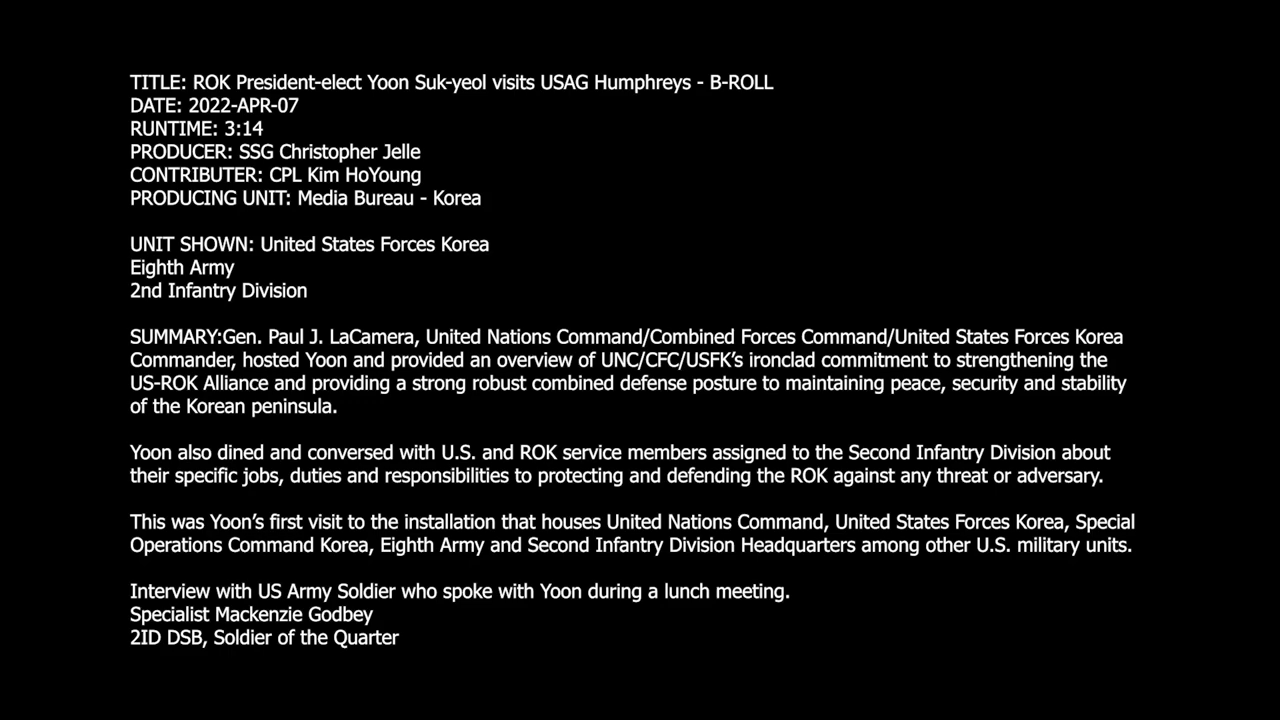 TITLE: ROK President-elect Yoon Suk-yeol visits USAG Humphreys - B-ROLL
DATE: 2022-APR-07
RUNTIME: 3:14
PRODUCER: SSG Christopher Jelle
CONTRIBUTER: CPL Kim HoYoung
PRODUCING UNIT: Media Bureau - Korea
UNIT SHOWN: United States Forces Korea
Eighth Army
2nd Infantry Division
SUMMARY:Gen. Paul J. LaCamera, United Nations Command/Combined Forces Command/United States Forces Korea
Commander, hosted Yoon and provided an overview of UNC/CFC/USFK’s ironclad commitment to strengthening the
US-ROK Alliance and providing a strong robust combined defense posture to maintaining peace, security and stability
of the Korean peninsula.
Yoon also dined and conversed with U.S. and ROK service members assigned to the Second Infantry Division about
their specific jobs, duties and responsibilities to protecting and defending the ROK against any threat or adversary.
This was Yoon’s first visit to the installation that houses United Nations Command, United States Forces Korea, Special
Operations Command Korea, Eighth Army and Second Infantry Division Headquarters among other U.S. military units.
Interview with US Army Soldier who spoke with Yoon during a lunch meeting.
Specialist Mackenzie Godbey
2ID DSB, Soldier of the Quarter